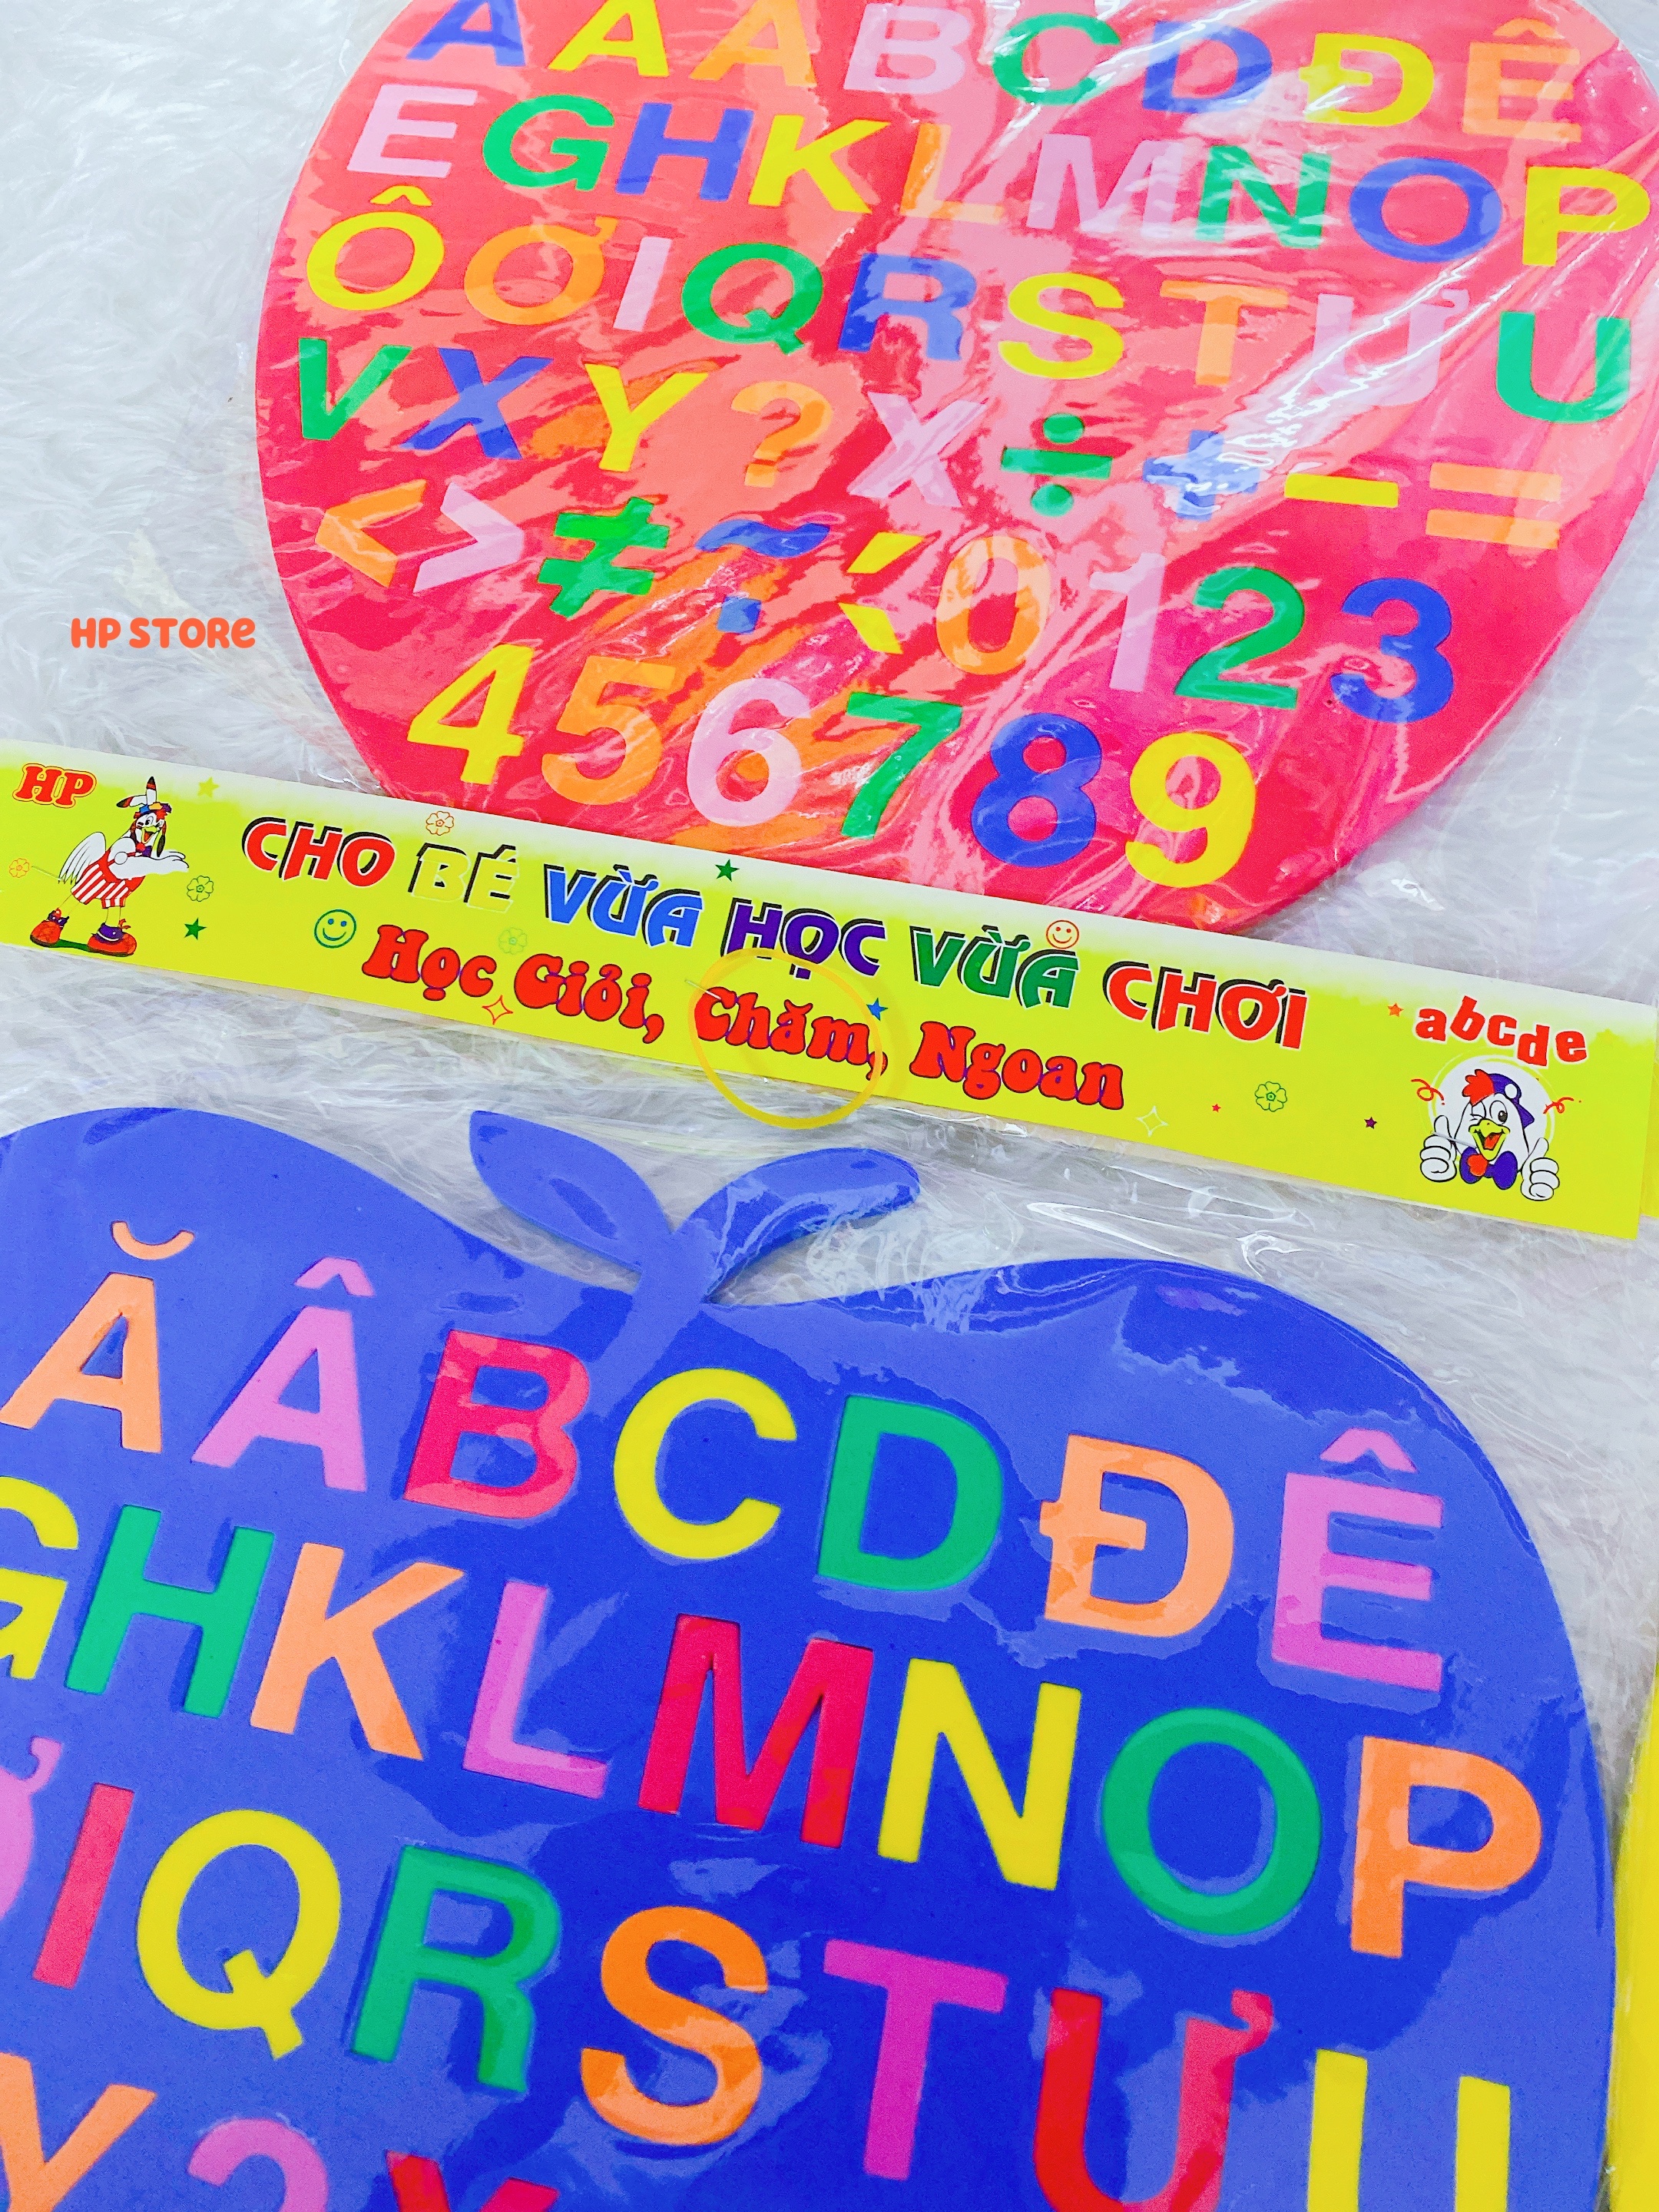 A A A B C D Đ Ê
E G H K L M N O P
Ô Ơ I Q R S T Ư U
V X Y ? × ÷ + − =
< > ≠ ~ 0 1 2 3
4 5 6 7 8 9
HP STORE
HP
CHO BÉ VỪA HỌC VỪA CHƠI
Học Giỏi, Chăm, Ngoan
abcde
Ă Â B C D Đ Ê
G H K L M N O P
Ơ I Q R S T Ư U
Y ? X